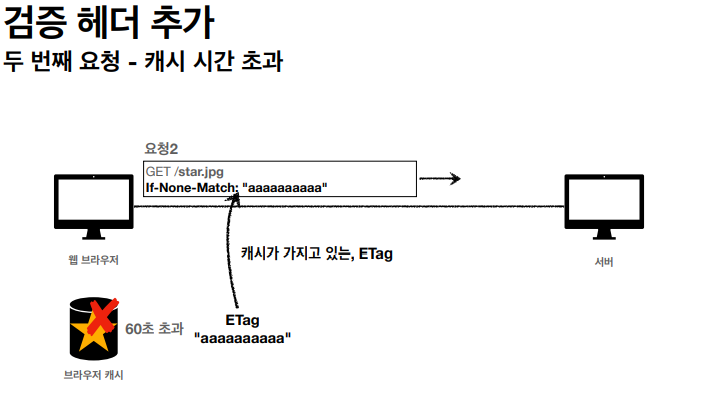 검증 헤더 추가
두 번째 요청 - 캐시 시간 초과
요청2
GET /star.jpg
If-None-Match: "aaaaaaaaaa"
웹 브라우저
서버
캐시가 가지고 있는, ETag
60초 초과
ETag
"aaaaaaaaaa"
브라우저 캐시